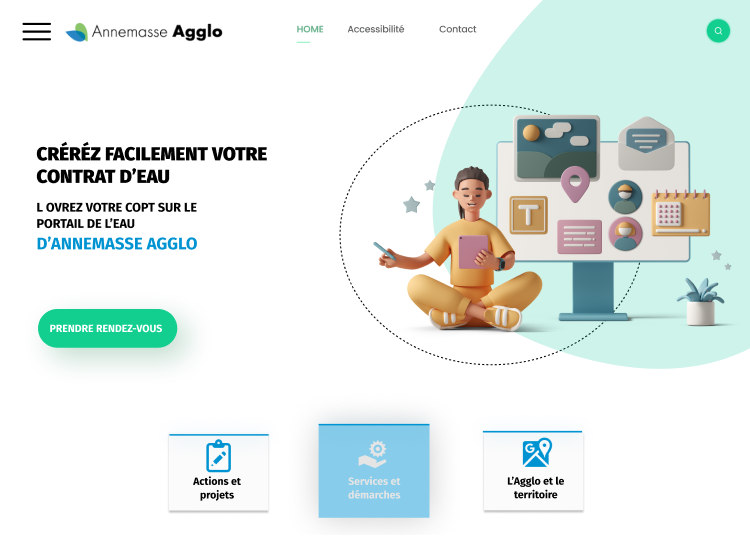 Annemasse Agglo
HOME
Accessibilité
Contact
CRÉRÉZ FACILEMENT VOTRE
CONTRAT D’EAU
L OVREZ VOTRE COPT SUR LE
PORTAIL DE L’EAU
D’ANNEMASSE AGGLO
T
PRENDRE RENDEZ-VOUS
Actions et
projets
Services et
démarches
G
L’Agglo et le
territoire